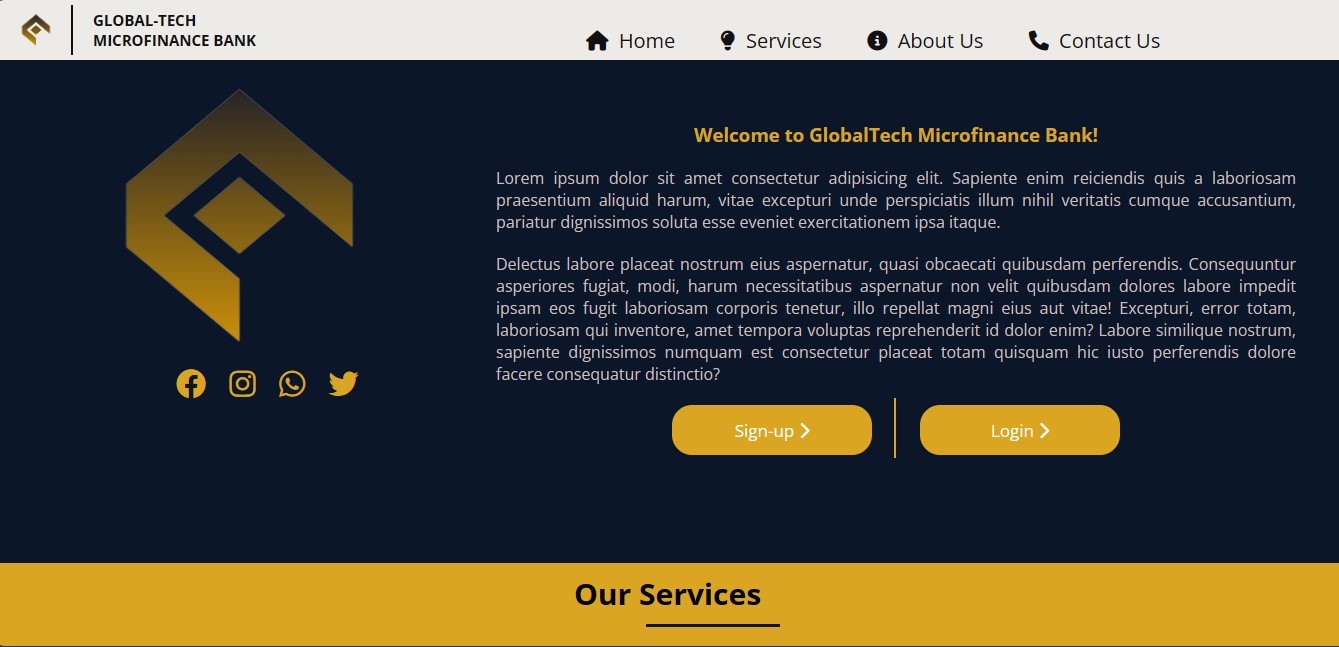 GLOBAL-TECH
MICROFINANCE BANK
Home Services About Us Contact Us
Welcome to GlobalTech Microfinance Bank!
Lorem ipsum dolor sit amet consectetur adipisicing elit. Sapiente enim reiciendis quis a laboriosam
praesentium aliquid harum, vitae excepturi unde perspiciatis illum nihil veritatis cumque accusantium,
pariatur dignissimos soluta esse eveniet exercitationem ipsa itaque.
Delectus labore placeat nostrum eius aspernatur, quasi obcaecati quibusdam perferendis. Consequuntur
asperiores fugiat, modi, harum necessitatibus aspernatur non velit quibusdam dolores labore impedit
ipsam eos fugit laboriosam corporis tenetur, illo repellat magni eius aut vitae! Excepturi, error totam,
laboriosam qui inventore, amet tempora voluptas reprehenderit id dolor enim? Labore similique nostrum,
sapiente dignissimos numquam est consectetur placeat totam quisquam hic iusto perferendis dolore
facere consequatur distinctio?
Sign-up Login
Our Services